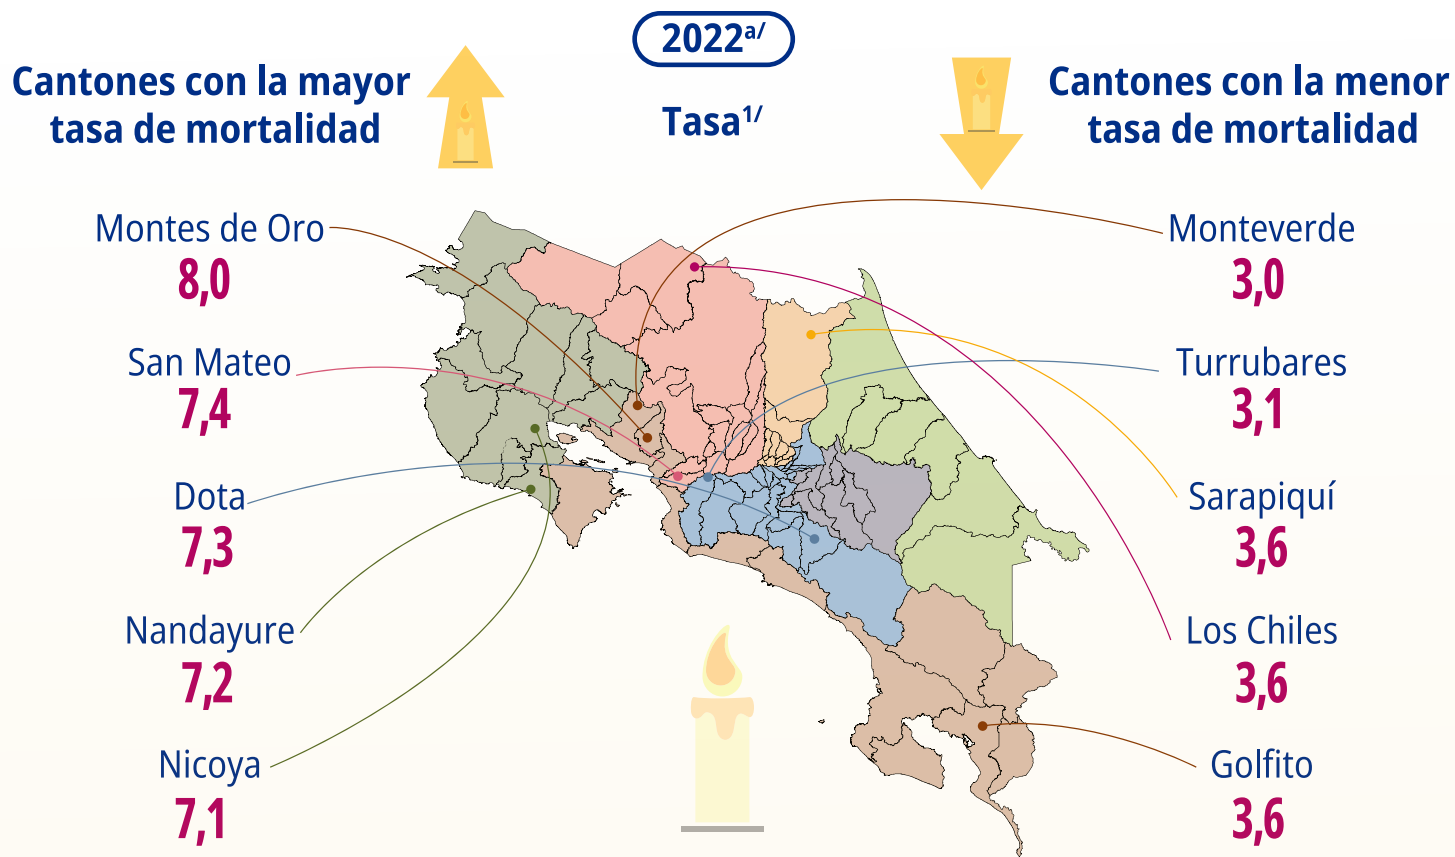 2022ᵃ/
Tasa¹/
Cantones con la mayor
tasa de mortalidad
Montes de Oro
8,0
San Mateo
7,4
Dota
7,3
Nandayure
7,2
Nicoya
7,1
Cantones con la menor
tasa de mortalidad
Monteverde
3,0
Turrubares
3,1
Sarapiquí
3,6
Los Chiles
3,6
Golfito
3,6